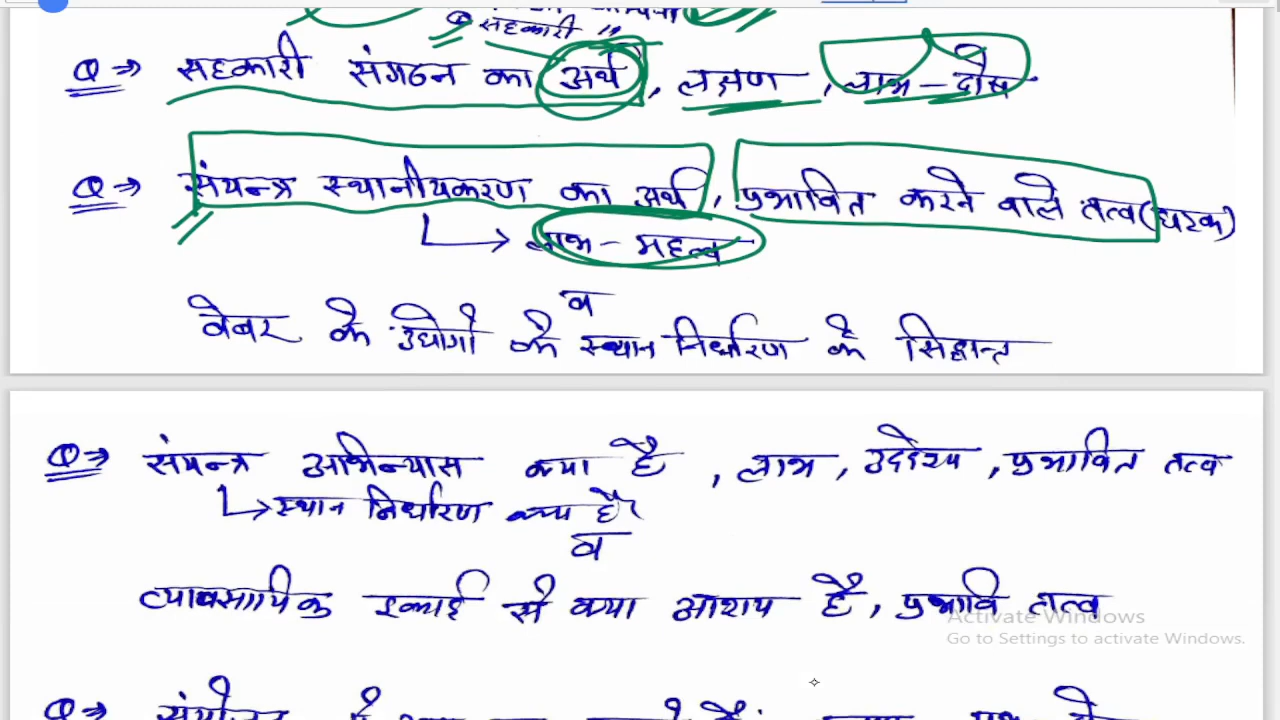 सहकारी "
Q ⇒ सहकारी संगठन का अर्थ, लक्षण, लाभ - दोष
Q ⇒ संयन्त्र स्थानीयकरण का अर्थ, प्रभावित करने वाले तत्व (घटक)
↳ लाभ - महत्व
व
वेबर के उद्योगों के स्थान निर्धारण के सिद्धान्त
Q ⇒ संयन्त्र अभिन्यास क्या है, लाभ, उद्देश्य, प्रभावित तत्व
↳ स्थान निर्धारण क्या है।
व
व्यावसायिक इकाई से क्या आशय है, प्रभावि तत्व
Activate Windows
Go to Settings to activate Windows.
Q ⇒